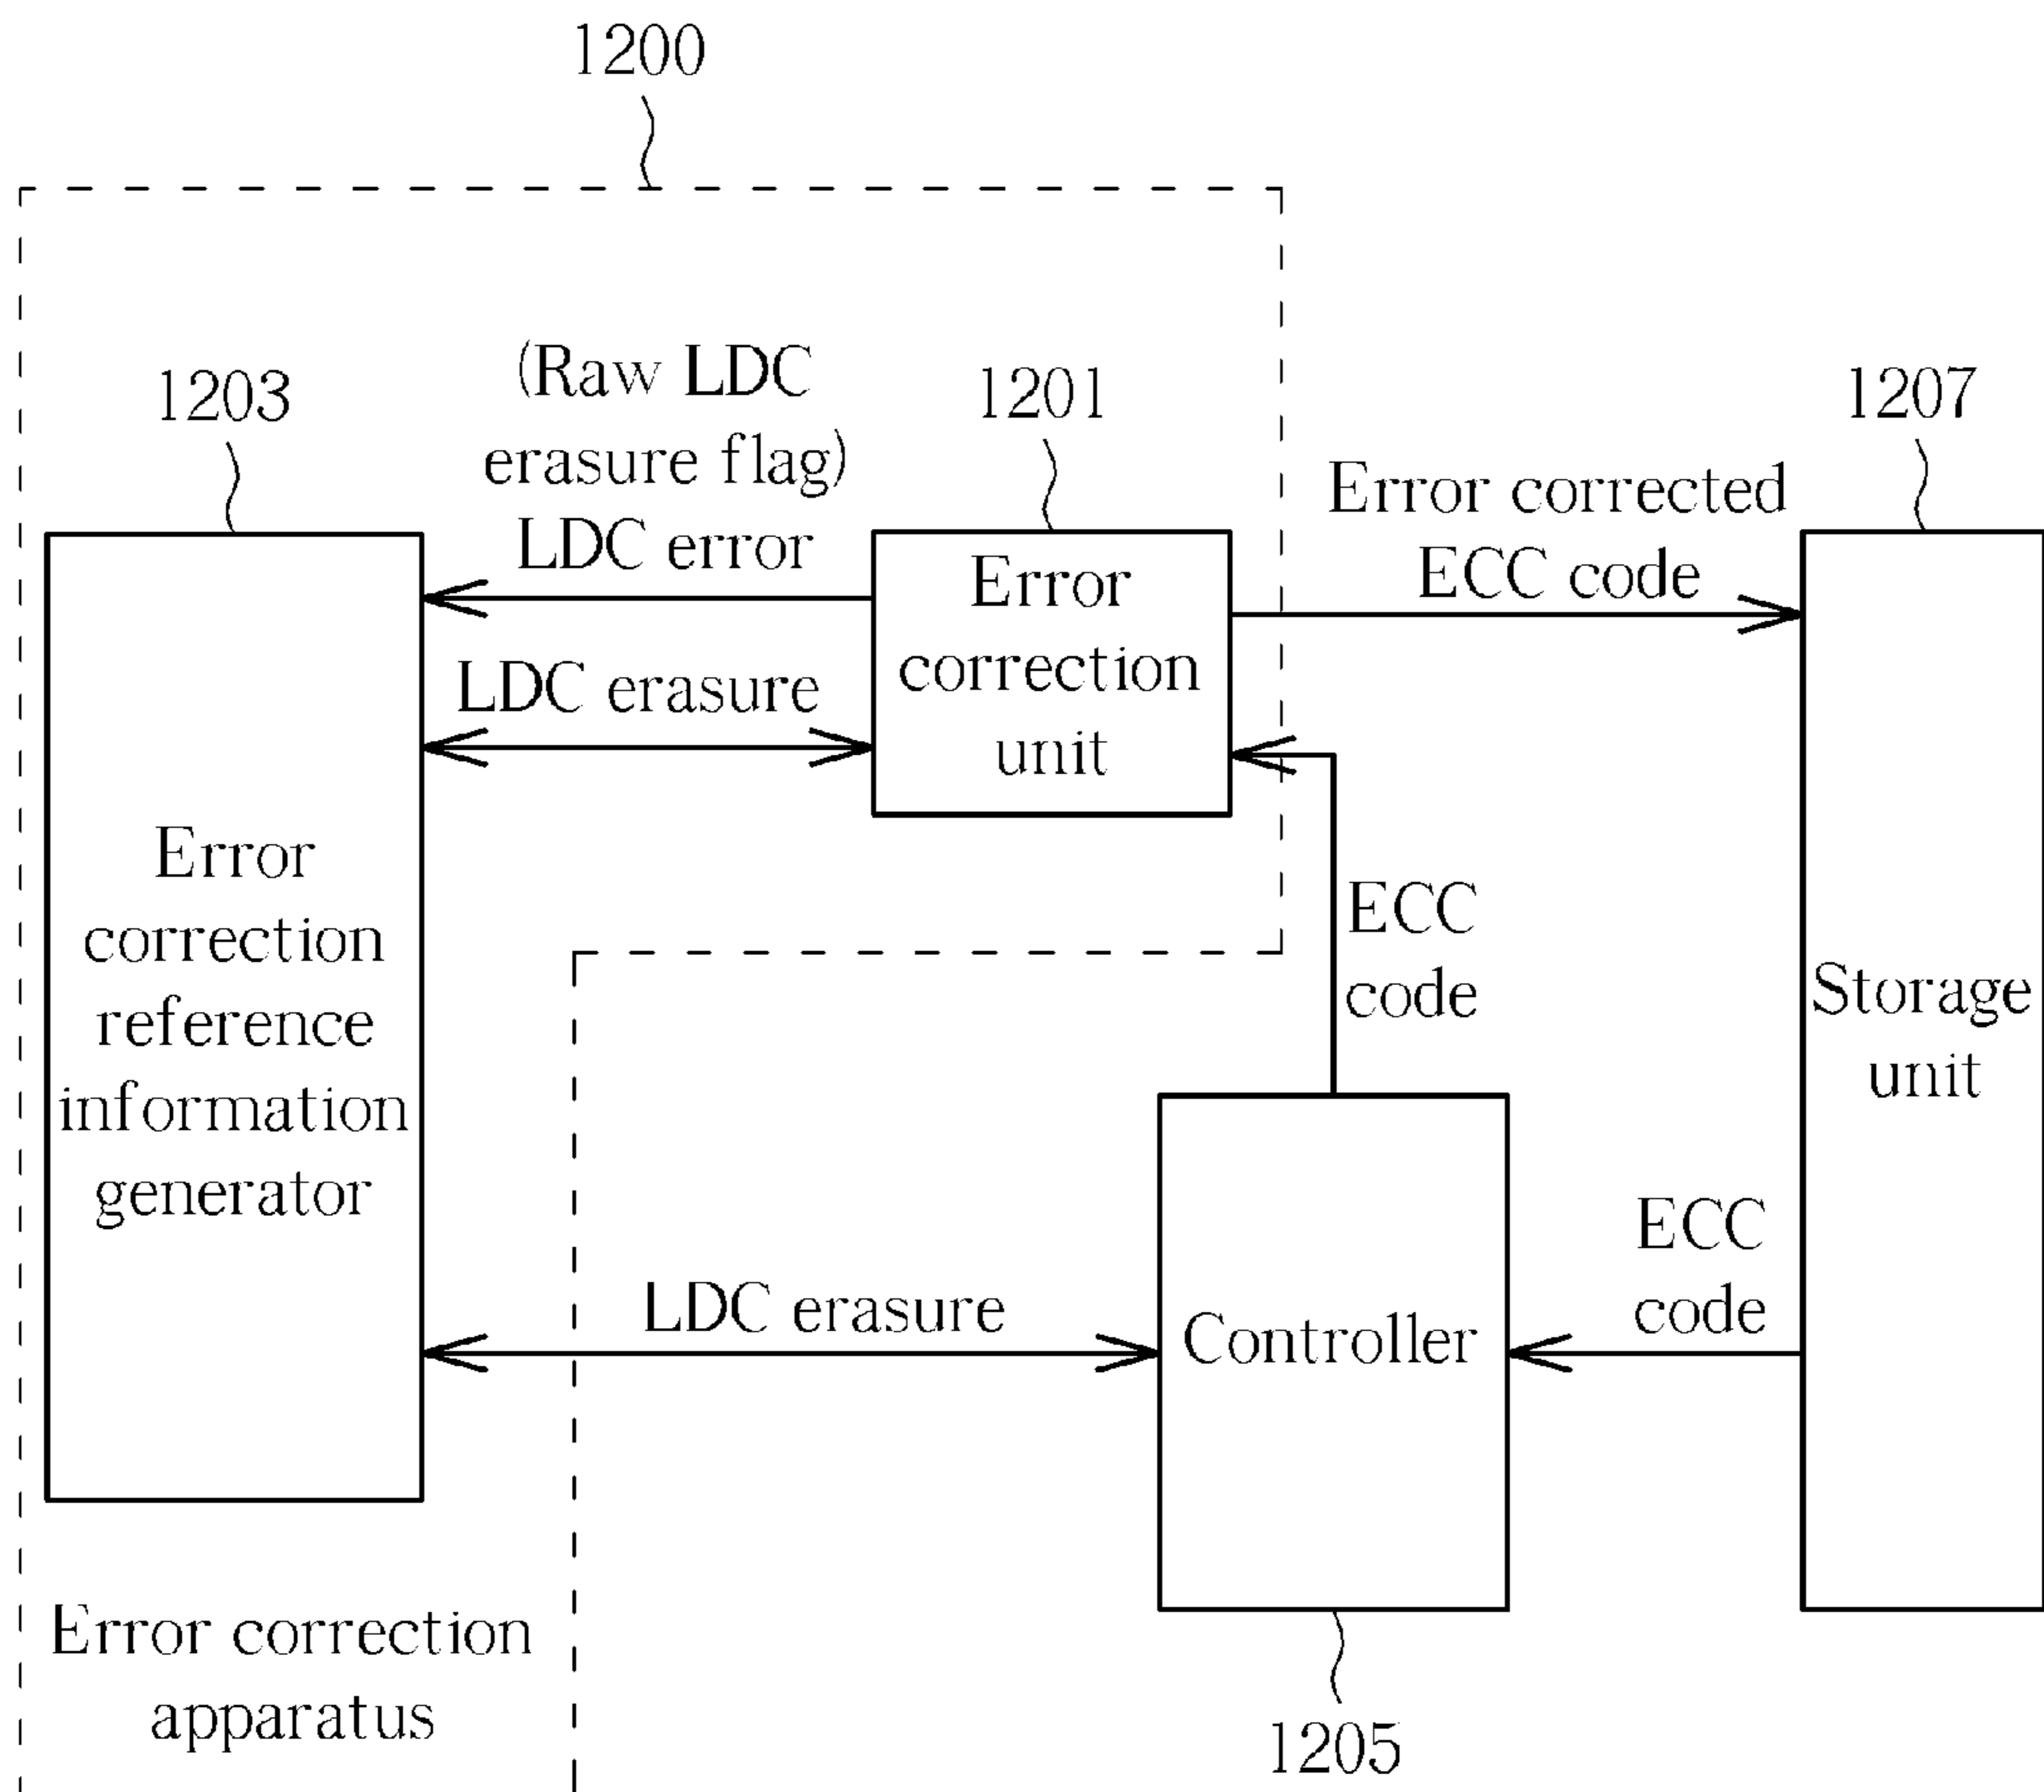 1200
1203
(Raw LDC
erasure flag)
LDC error
1201
1207
Error corrected
ECC code
Error
correction
unit
LDC erasure
Error
correction
reference
information
generator
ECC
code
Storage
unit
LDC erasure
Controller
ECC
code
Error correction
apparatus
1205